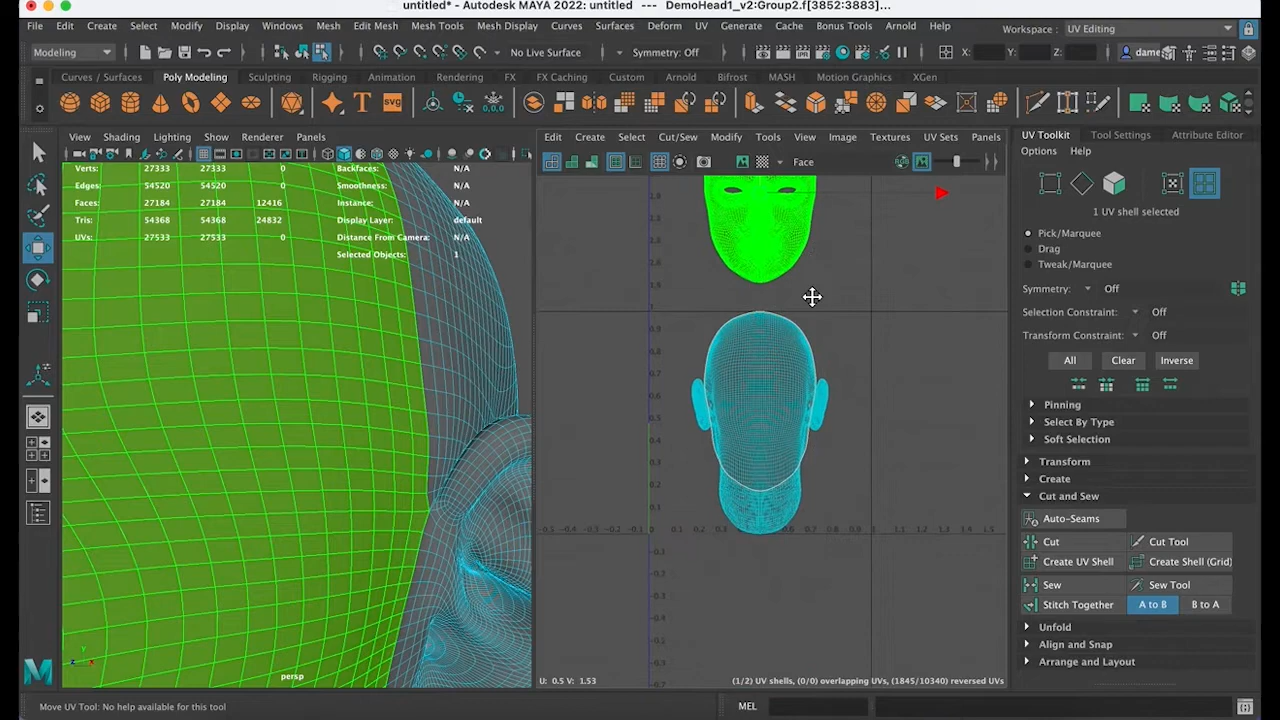 untitled* - Autodesk MAYA 2022: untitled -- DemoHead1_v2:Group2.f[3852:3883]...
File Edit Create Select Modify Display Windows Mesh Edit Mesh Mesh Tools Mesh Display Curves Surfaces Deform UV Generate Cache Bonus Tools Arnold Help Workspace : UV Editing
Modeling No Live Surface Symmetry: Off X: Y: Z: dame
Curves / Surfaces Poly Modeling Sculpting Rigging Animation Rendering FX FX Caching Custom Arnold Bifrost MASH Motion Graphics XGen
T svg 0,0,0
View Shading Lighting Show Renderer Panels
Edit Create Select Cut/Sew Modify Tools View Image Textures UV Sets Panels
UV Toolkit Tool Settings Attribute Editor
Options Help
Face
Verts: 27333 27333 0 Backfaces: N/A
Edges: 54520 54520 0 Smoothness: N/A
Faces: 27184 27184 12416 Instance: N/A
Tris: 54368 54368 24832 Display Layer: default
UVs: 27533 27533 0 Distance From Camera: N/A
Selected Objects: 1
1 UV shell selected
Pick/Marquee
Drag
Tweak/Marquee
Symmetry: Off
Selection Constraint: Off
Transform Constraint: Off
All Clear Inverse
Pinning
Select By Type
Soft Selection
Transform
Create
Cut and Sew
Auto-Seams
Cut Cut Tool
Create UV Shell Create Shell (Grid)
Sew Sew Tool
Stitch Together A to B B to A
Unfold
Align and Snap
Arrange and Layout
persp
U: 0.5 V: 1.53 (1/2) UV shells, (0/0) overlapping UVs, (1845/10340) reversed UVs
Move UV Tool: No help available for this tool MEL